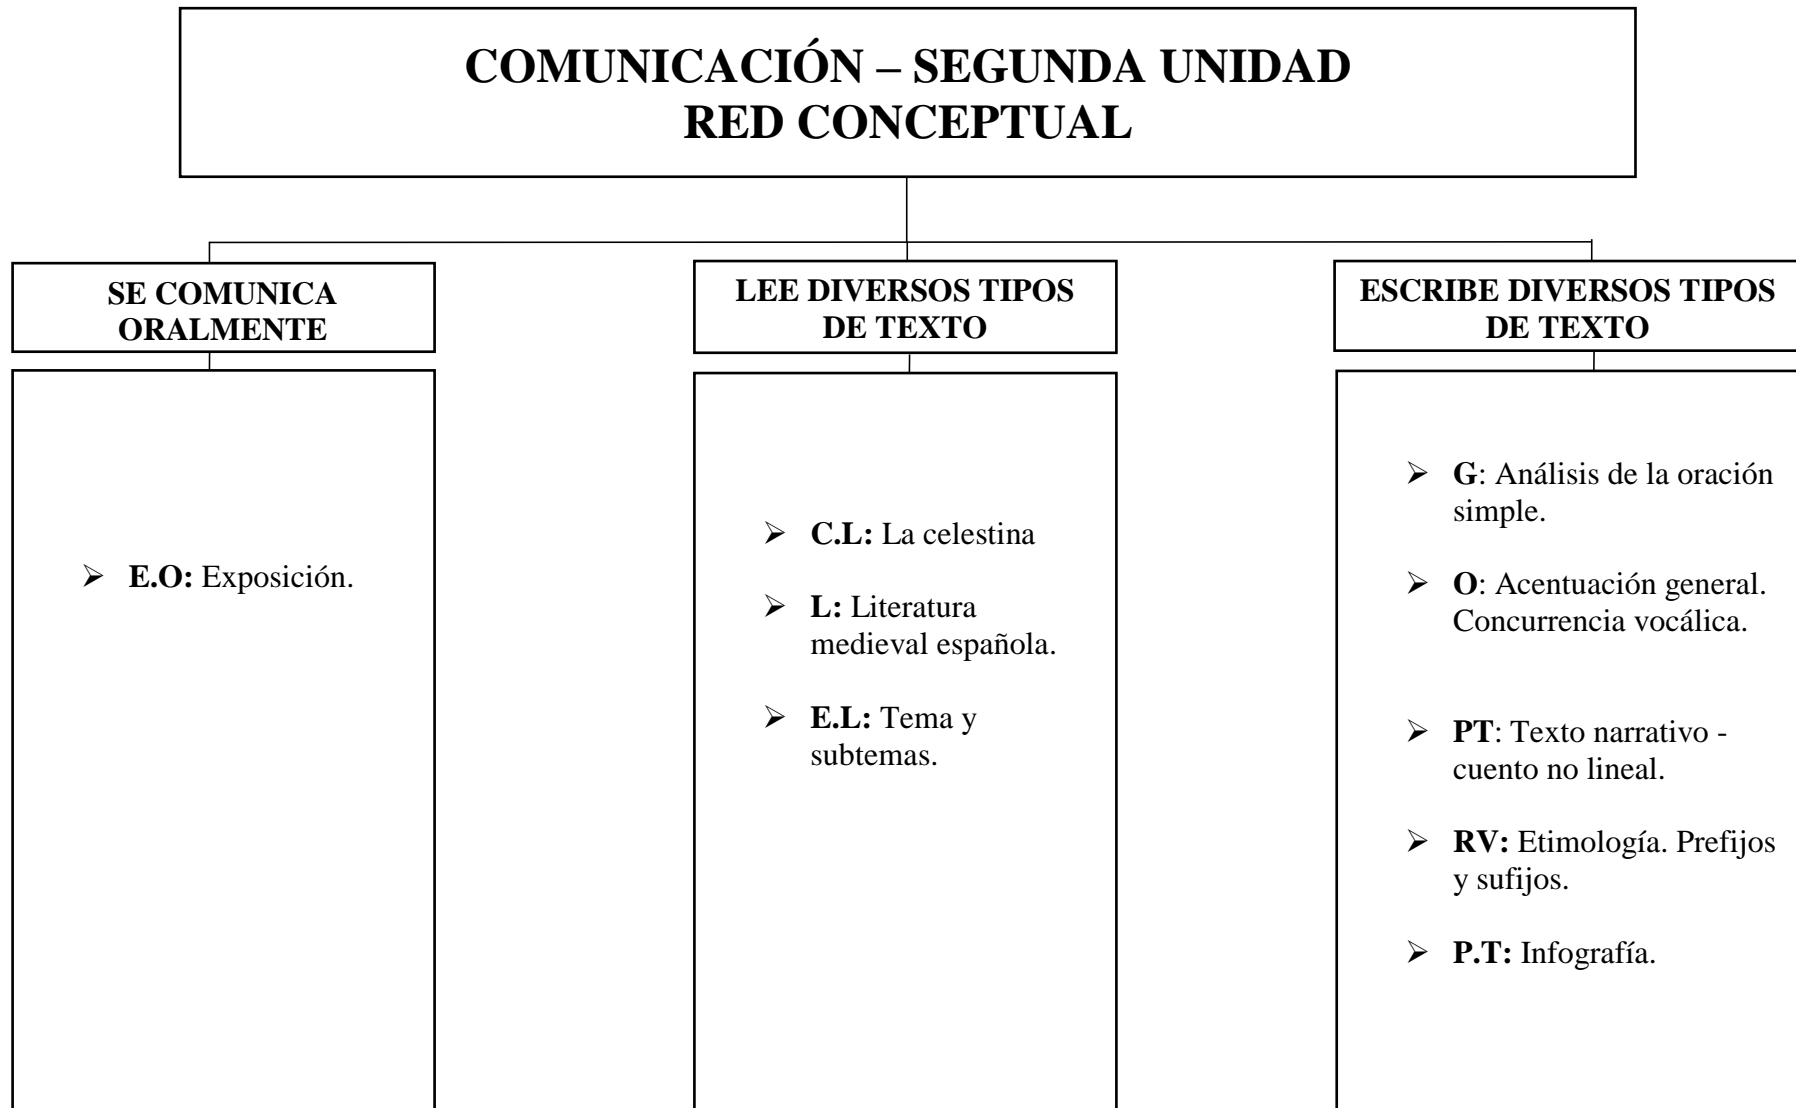 COMUNICACIÓN – SEGUNDA UNIDAD
RED CONCEPTUAL
SE COMUNICA
ORALMENTE
➢ E.O: Exposición.
LEE DIVERSOS TIPOS
DE TEXTO
➢ C.L: La celestina
➢ L: Literatura
medieval española.
➢ E.L: Tema y
subtemas.
ESCRIBE DIVERSOS TIPOS
DE TEXTO
➢ G: Análisis de la oración
simple.
➢ O: Acentuación general.
Concurrencia vocálica.
➢ PT: Texto narrativo -
cuento no lineal.
➢ RV: Etimología. Prefijos
y sufijos.
➢ P.T: Infografía.